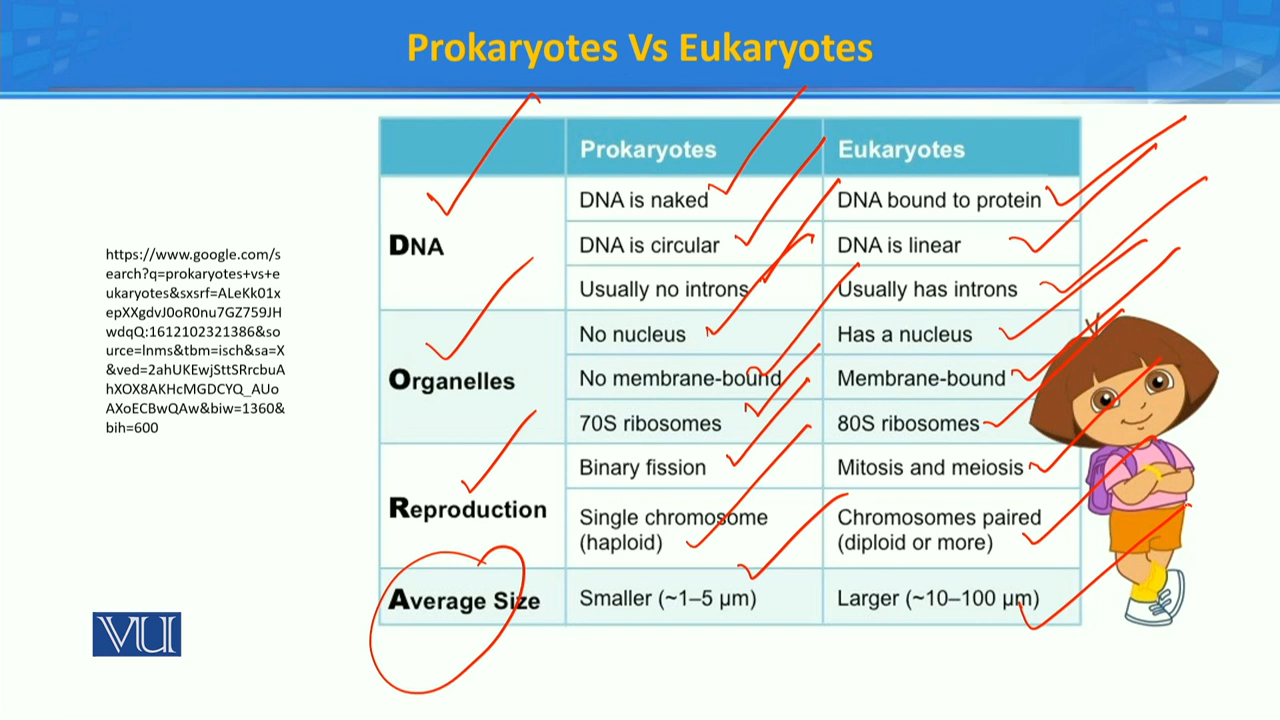 Prokaryotes Vs Eukaryotes
Prokaryotes Eukaryotes
DNA
DNA is naked DNA bound to protein
DNA is circular DNA is linear
Usually no introns Usually has introns
Organelles
No nucleus Has a nucleus
No membrane-bound Membrane-bound
70S ribosomes 80S ribosomes
Reproduction
Binary fission Mitosis and meiosis
Single chromosome Chromosomes paired
(haploid) (diploid or more)
Average Size Smaller (~1–5 µm) Larger (~10–100 µm)
https://www.google.com/s
earch?q=prokaryotes+vs+e
ukaryotes&sxsrf=ALeKk01x
epXXgdvJ0oR0nu7GZ759JH
wdqQ:1612102321386&so
urce=lnms&tbm=isch&sa=X
&ved=2ahUKEwjSttSRrcbuA
hXOX8AKHcMGDCYQ_AUo
AXoECBwQAw&biw=1360&
bih=600
VU